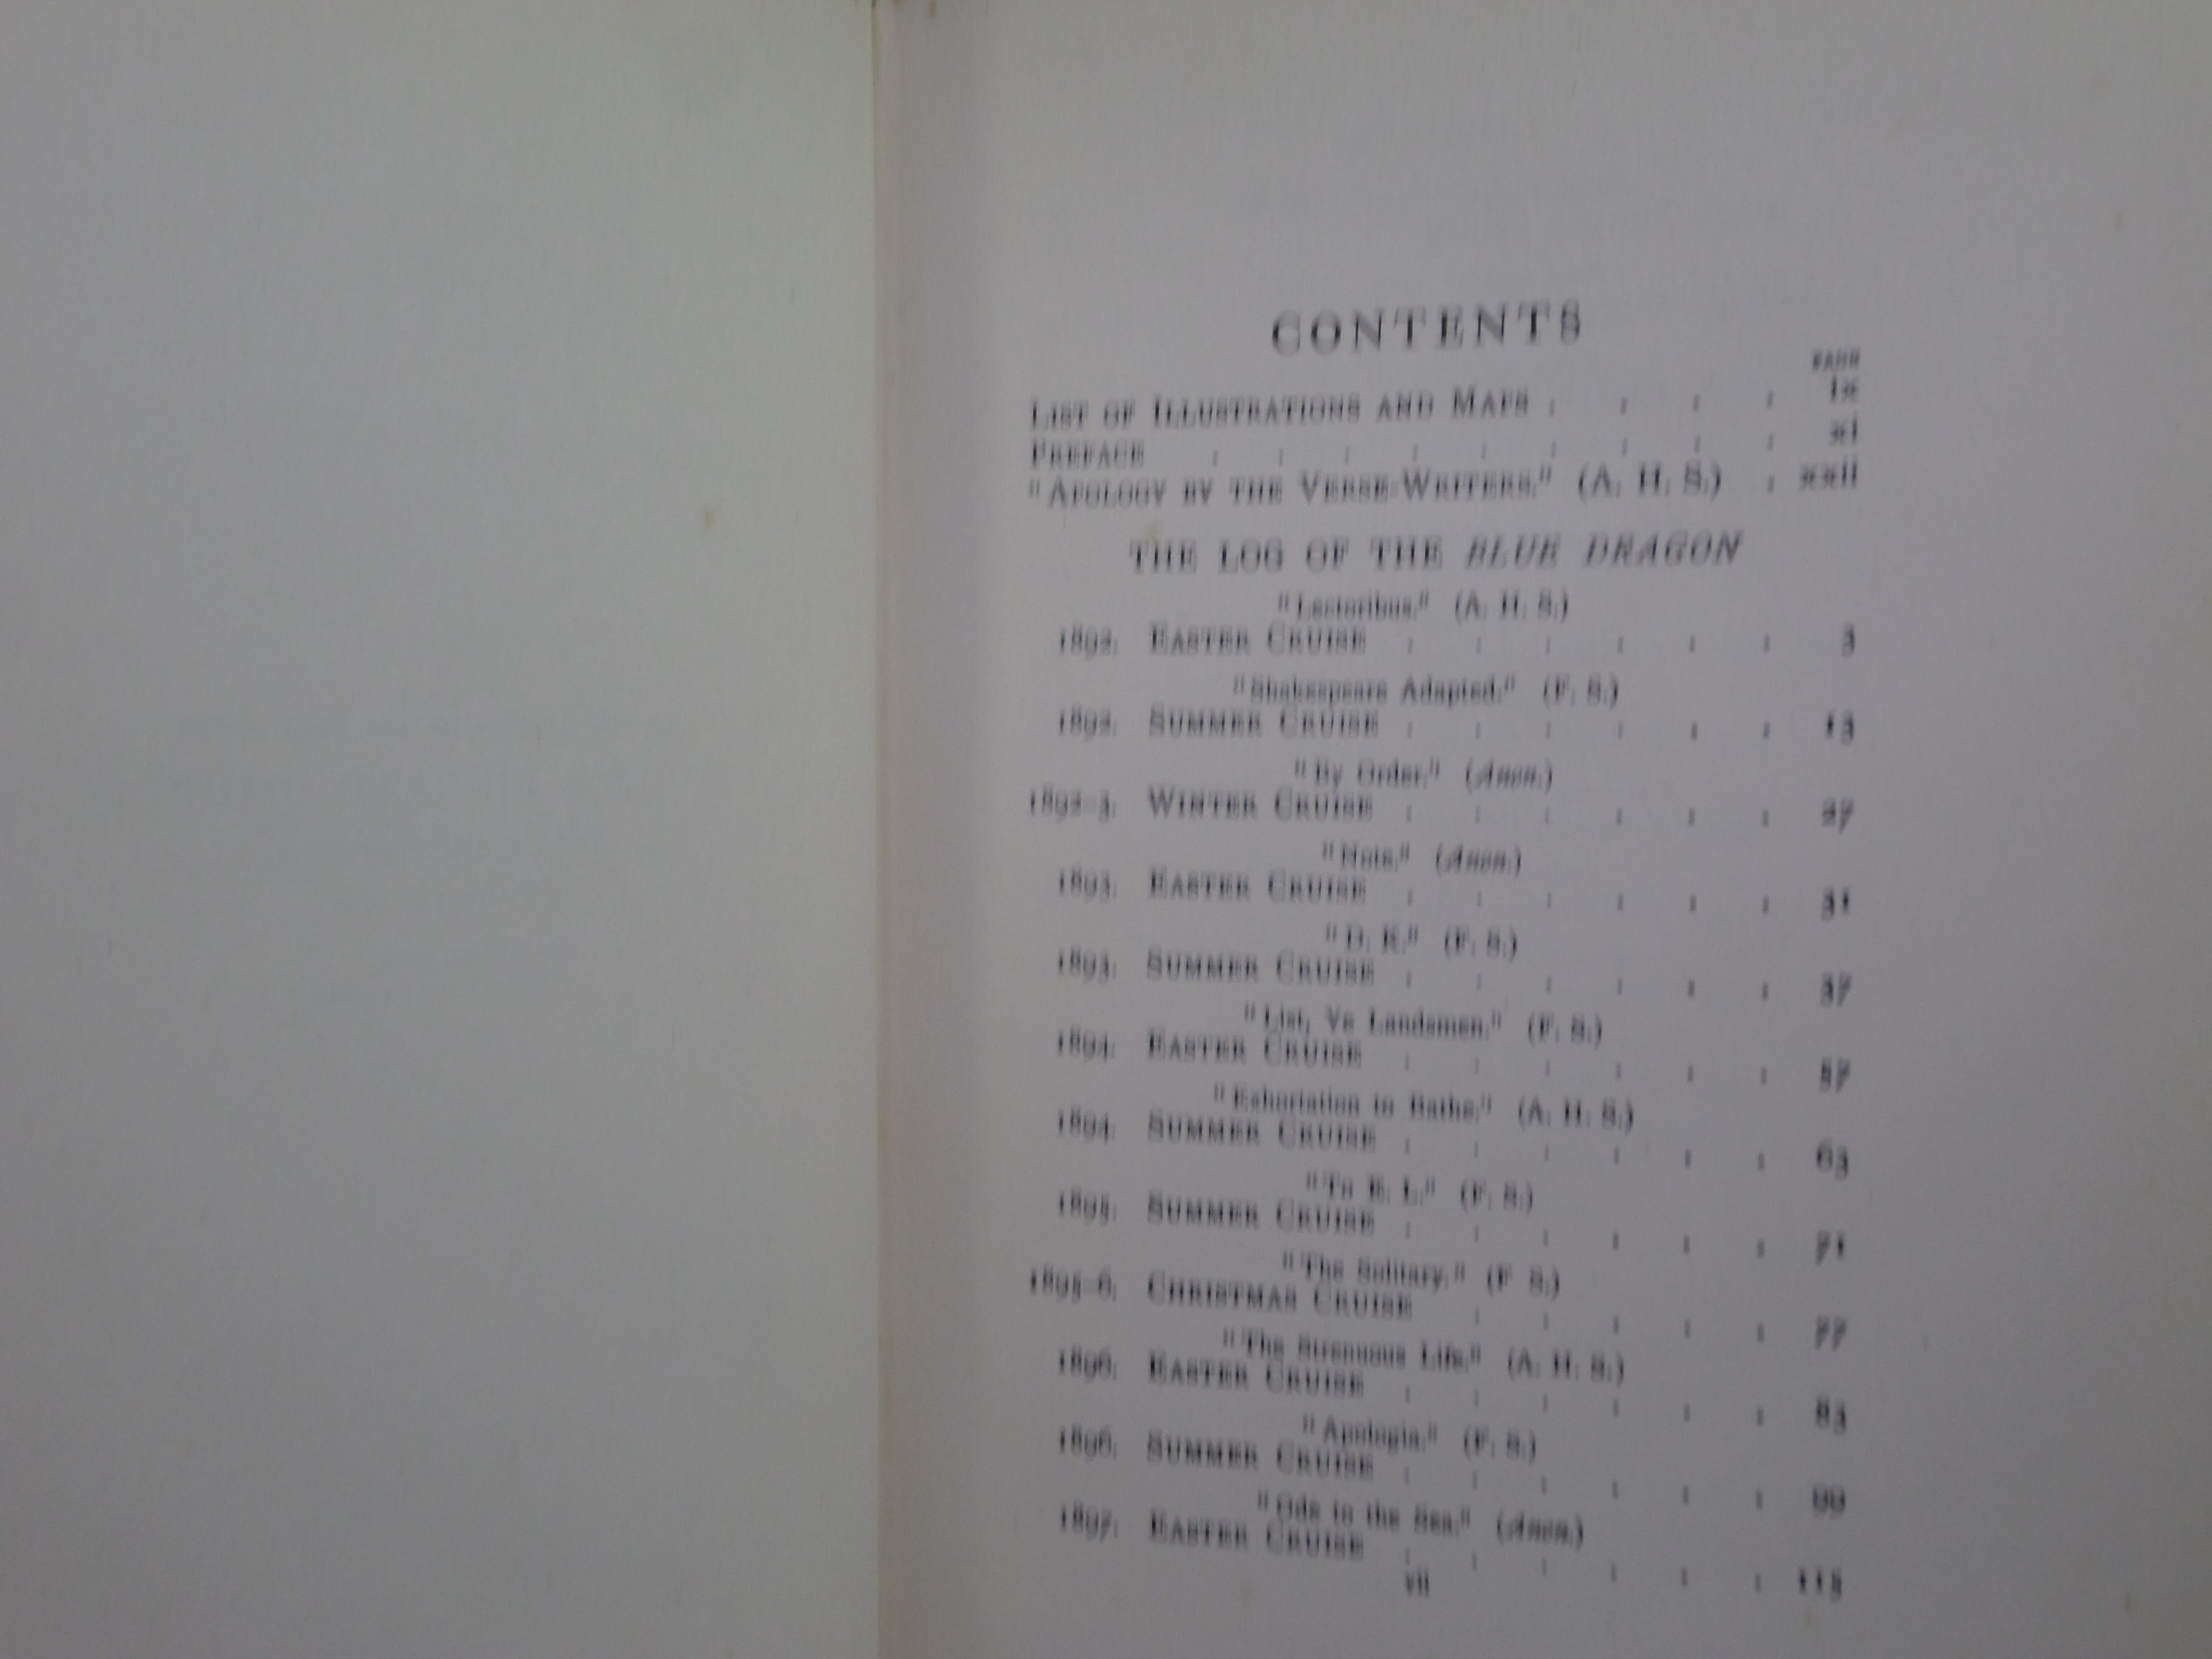 CONTENTS
PAGE
LIST OF ILLUSTRATIONS AND MAPS . . . . ix
PREFACE . . . . . . . . . xi
"APOLOGY BY THE VERSE-WRITERS." (A. H. S.) . xxii
THE LOG OF THE BLUE DRAGON
"Lectoribus." (A. H. S.)
1892. EASTER CRUISE . . . . . . 3
"Shakespeare Adapted." (F. S.)
1892. SUMMER CRUISE . . . . . . 13
"By Order." (Anon.)
1892-3. WINTER CRUISE . . . . . . 27
"Note." (Anon.)
1893. EASTER CRUISE . . . . . . 31
"D. K." (F. S.)
1893. SUMMER CRUISE . . . . . . 37
"List, Ye Landsmen." (F. S.)
1894. EASTER CRUISE . . . . . . 57
"Exhortation to Bathe." (A. H. S.)
1894. SUMMER CRUISE . . . . . . 63
"To E. L." (F. S.)
1895. SUMMER CRUISE . . . . . . 71
"The Solitary." (F S.)
1895-6. CHRISTMAS CRUISE . . . . . 77
"The Strenuous Life." (A. H. S.)
1896. EASTER CRUISE . . . . . . 83
"Apologia." (F. S.)
1896. SUMMER CRUISE . . . . . . 99
"Ode to the Sea." (Anon.)
1897. EASTER CRUISE . . . . . . 115
vii